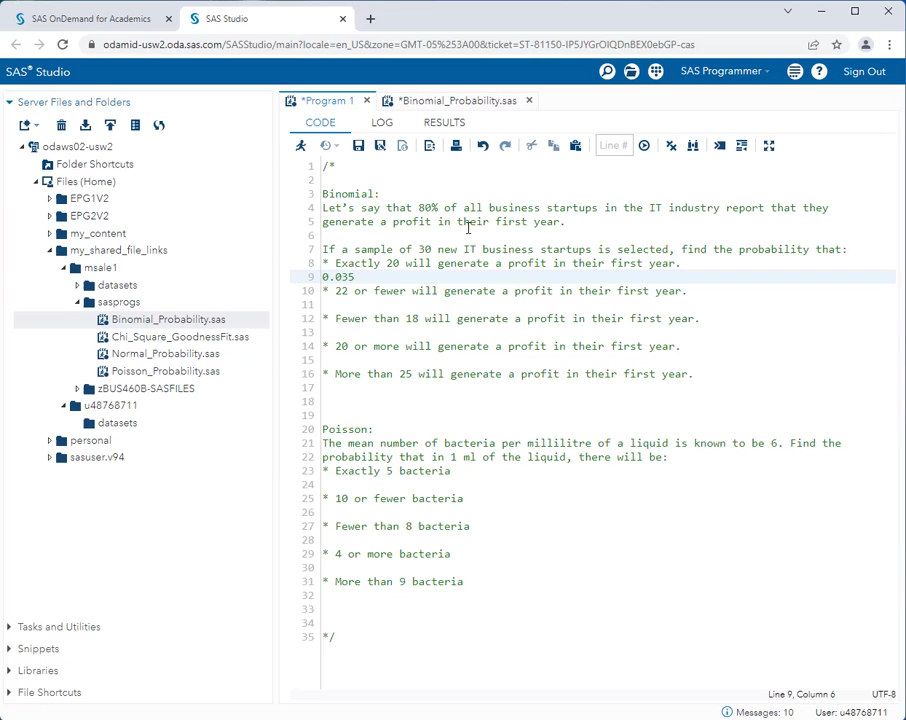 SAS OnDemand for Academics
SAS Studio
odamid-usw2.oda.sas.com/SASStudio/main?locale=en_US&zone=GMT-05%253A00&ticket=ST-81150-IP5JYGrOIQDnBEX0ebGP-cas
SAS® Studio
SAS Programmer
Sign Out
Server Files and Folders
odaws02-usw2
Folder Shortcuts
Files (Home)
EPG1V2
EPG2V2
my_content
my_shared_file_links
msale1
datasets
sasprogs
Binomial_Probability.sas
Chi_Square_GoodnessFit.sas
Normal_Probability.sas
Poisson_Probability.sas
zBUS460B-SASFILES
u48768711
datasets
personal
sasuser.v94
Tasks and Utilities
Snippets
Libraries
File Shortcuts
*Program 1
*Binomial_Probability.sas
CODE
LOG
RESULTS
Line #
1 /*
2
3 Binomial:
4 Let's say that 80% of all business startups in the IT industry report that they
5 generate a profit in their first year.
6
7 If a sample of 30 new IT business startups is selected, find the probability that:
8 * Exactly 20 will generate a profit in their first year.
9 0.035
10 * 22 or fewer will generate a profit in their first year.
11
12 * Fewer than 18 will generate a profit in their first year.
13
14 * 20 or more will generate a profit in their first year.
15
16 * More than 25 will generate a profit in their first year.
17
18
19
20 Poisson:
21 The mean number of bacteria per millilitre of a liquid is known to be 6. Find the
22 probability that in 1 ml of the liquid, there will be:
23 * Exactly 5 bacteria
24
25 * 10 or fewer bacteria
26
27 * Fewer than 8 bacteria
28
29 * 4 or more bacteria
30
31 * More than 9 bacteria
32
33
34
35 */
Line 9, Column 6
UTF-8
Messages: 10
User: u48768711